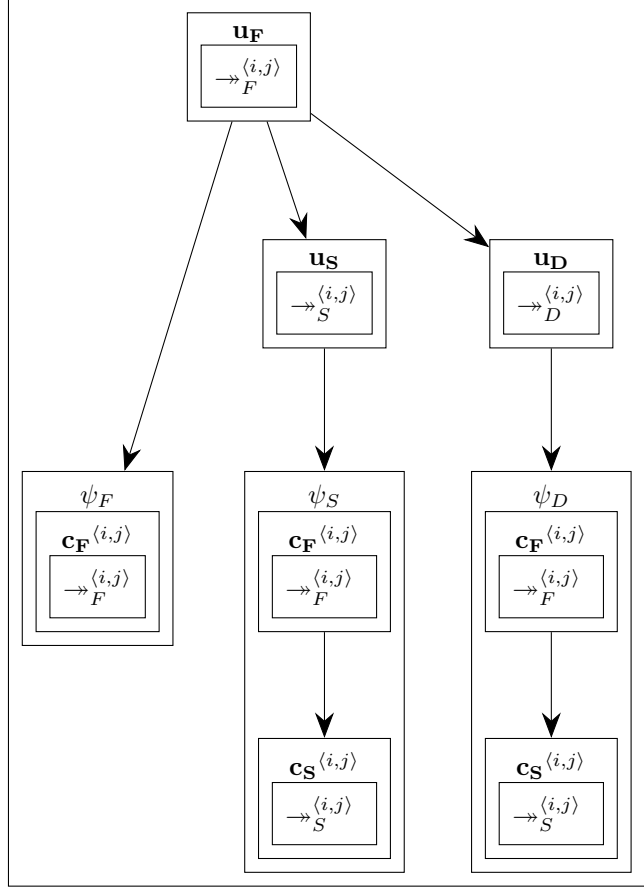 u_F
↠_F^⟨i,j⟩
u_S
u_D
↠_S^⟨i,j⟩
↠_D^⟨i,j⟩
ψ_F
ψ_S
ψ_D
c_F^⟨i,j⟩
c_F^⟨i,j⟩
c_F^⟨i,j⟩
↠_F^⟨i,j⟩
↠_F^⟨i,j⟩
↠_F^⟨i,j⟩
c_S^⟨i,j⟩
c_S^⟨i,j⟩
↠_S^⟨i,j⟩
↠_S^⟨i,j⟩